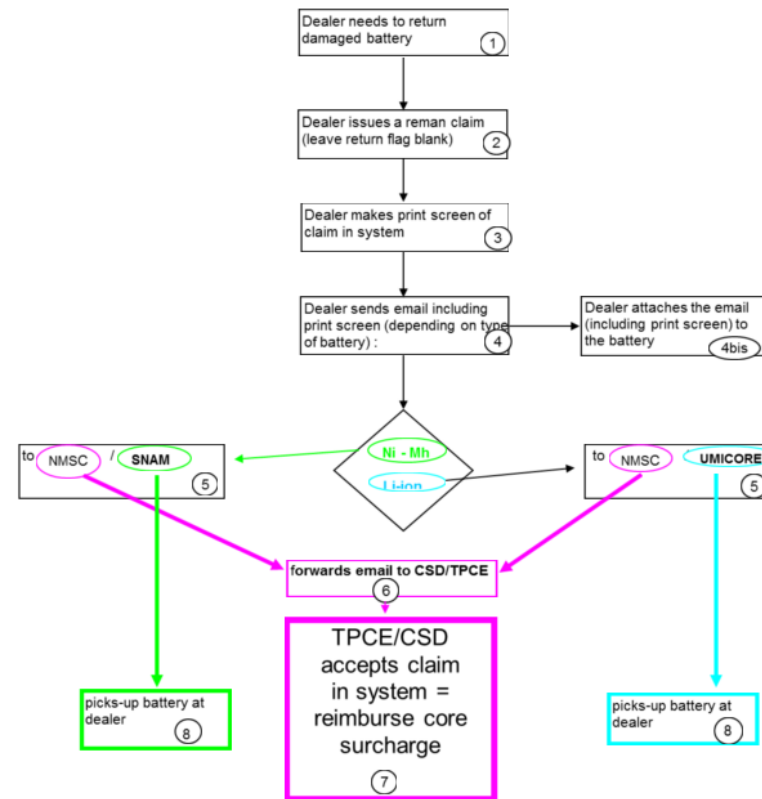 Dealer needs to return
damaged battery
1
Dealer issues a reman claim
(leave return flag blank)
2
Dealer makes print screen of
claim in system
3
Dealer sends email including
print screen (depending on type
of battery) :
4
Dealer attaches the email
(including print screen) to
the battery
4bis
Ni - Mh
Li-ion
to NMSC / SNAM
5
to NMSC UMICORE
5
forwards email to CSD/TPCE
6
TPCE/CSD
accepts claim
in system =
reimburse core
surcharge
7
picks-up battery at
dealer
8
picks-up battery at
dealer
8